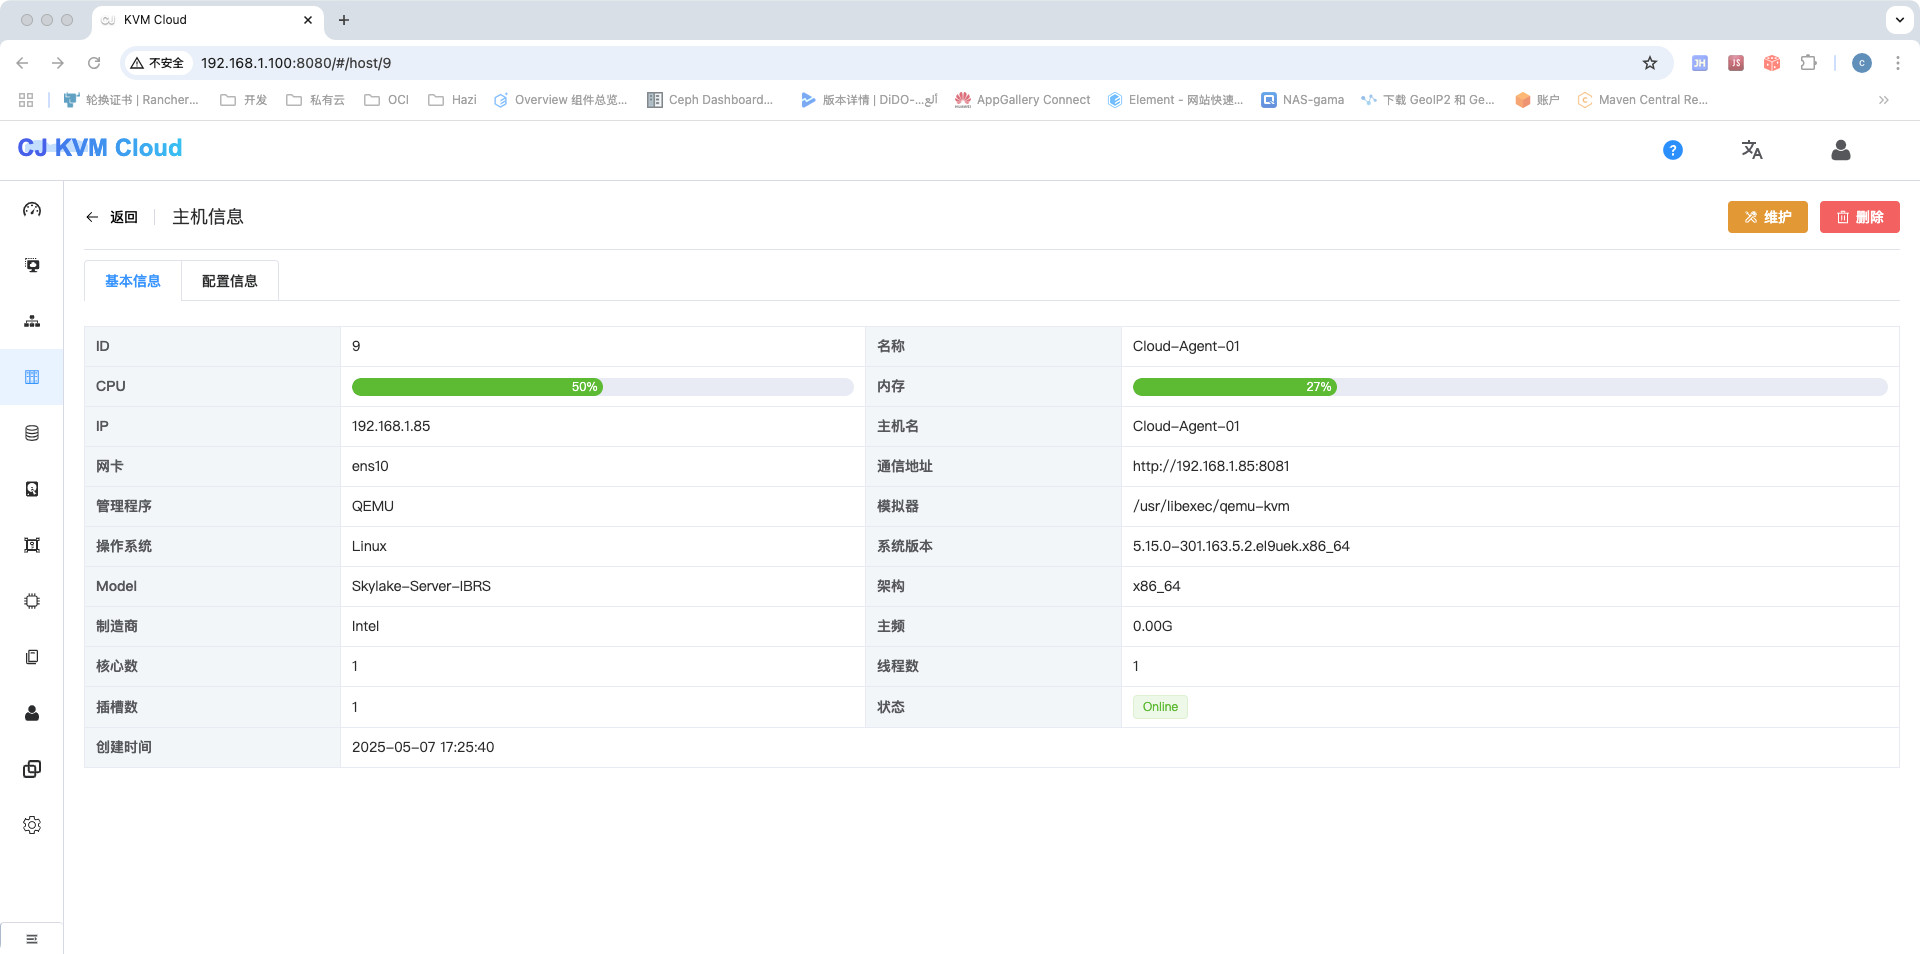 KVM Cloud
不安全
192.168.1.100:8080/#/host/9
轮换证书 | Rancher...
开发
私有云
OCI
Hazi
Overview 组件总览...
Ceph Dashboard...
版本详情 | DiDO-...
AppGallery Connect
Element - 网站快速...
NAS-gama
下载 GeoIP2 和 Ge...
账户
Maven Central Re...
CJ KVM Cloud
返回
主机信息
维护
删除
基本信息
配置信息
ID 9 名称 Cloud-Agent-01
CPU 50% 内存 27%
IP 192.168.1.85 主机名 Cloud-Agent-01
网卡 ens10 通信地址 http://192.168.1.85:8081
管理程序 QEMU 模拟器 /usr/libexec/qemu-kvm
操作系统 Linux 系统版本 5.15.0-301.163.5.2.el9uek.x86_64
Model Skylake-Server-IBRS 架构 x86_64
制造商 Intel 主频 0.00G
核心数 1 线程数 1
插槽数 1 状态 Online
创建时间 2025-05-07 17:25:40